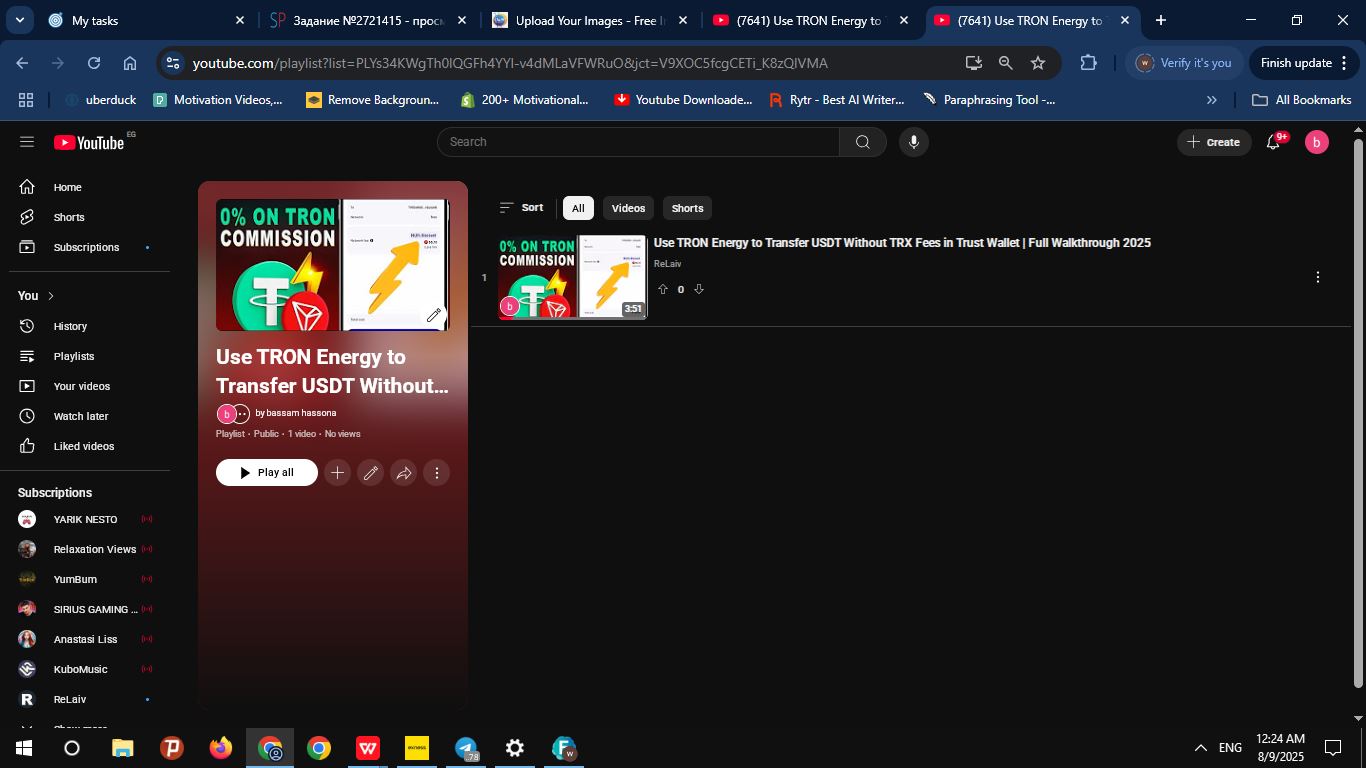 My tasks
Задание №2721415 - просм
Upload Your Images - Free I
(7641) Use TRON Energy to
(7641) Use TRON Energy to
youtube.com/playlist?list=PLYs34KWgTh0IQGFh4YYl-v4dMLaVFWRuO&jct=V9XOC5fcgCETi_K8zQIVMA
Verify it's you
Finish update
uberduck
Motivation Videos,...
Remove Backgroun...
200+ Motivational...
Youtube Downloade...
Rytr - Best AI Writer...
Paraphrasing Tool -...
All Bookmarks
YouTube EG
Search
Create
9+
b
Home
Shorts
Subscriptions
You
History
Playlists
Your videos
Watch later
Liked videos
Subscriptions
YARIK NESTO
Relaxation Views
YumBum
SIRIUS GAMING ...
Anastasi Liss
KuboMusic
ReLaiv
0% ON TRON
COMMISSION
Use TRON Energy to
Transfer USDT Without...
b
by bassam hassona
Playlist · Public · 1 video · No views
Play all
Sort
All
Videos
Shorts
1
0% ON TRON
COMMISSION
b
3:51
Use TRON Energy to Transfer USDT Without TRX Fees in Trust Wallet | Full Walkthrough 2025
ReLaiv
0
exness
78
ENG
12:24 AM
8/9/2025